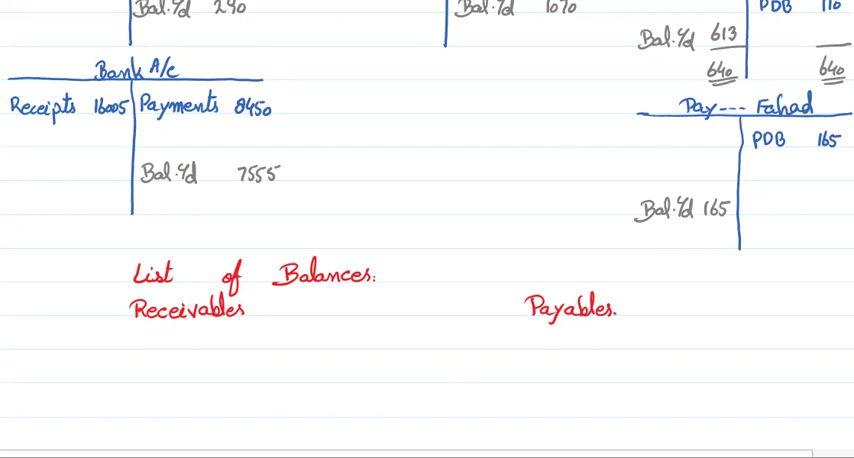 Bal. c/d 290
Bal. c/d 1070
PDB 110
Bal. c/d 613
640 640
Bank A/c
Receipts 16005 Payments 8450
Bal. c/d 7555
Pay--- Fahad
PDB 165
Bal. c/d 165
List of Balances:
Receivables Payables.